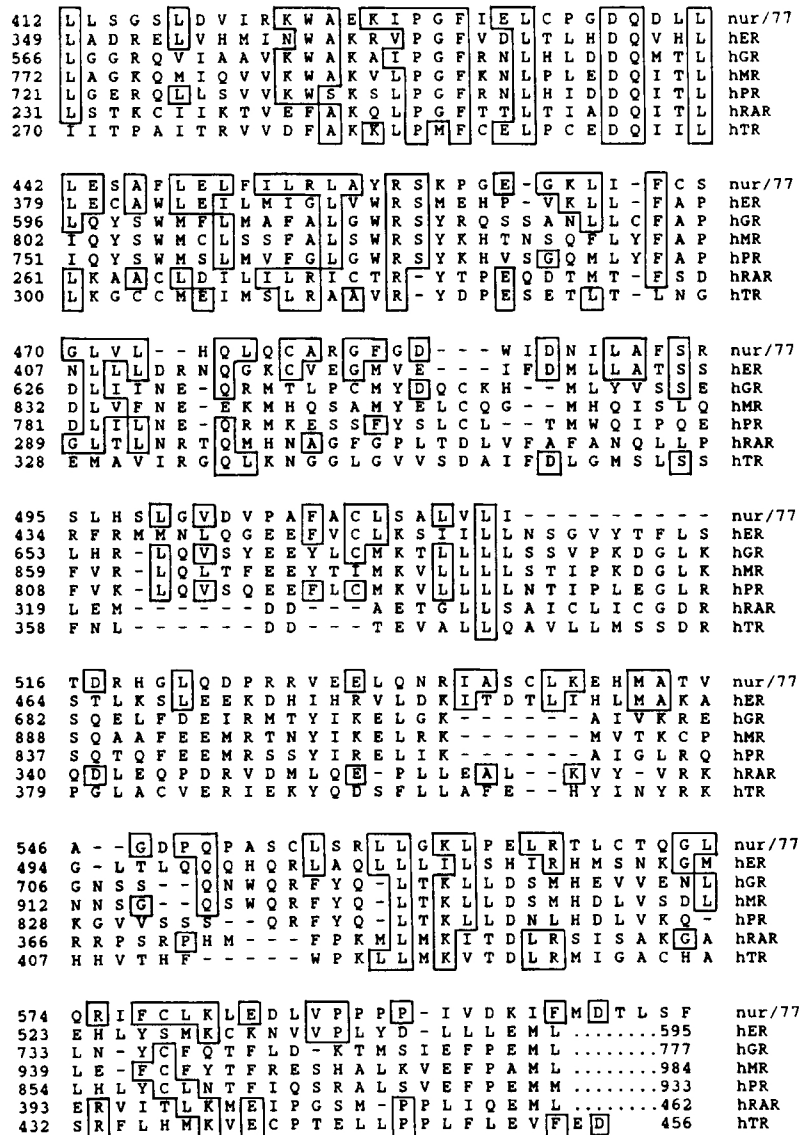 412 L L S G S L D V I R K W A E K I P G F I E L C P G D Q D L L nur/77
349 L A D R E L V H M I N W A K R V P G F V D L T L H D Q V H L hER
566 L G G R Q V I A A V K W A K A I P G F R N L H L D D Q M T L hGR
772 L A G K Q M I Q V V K W A K V L P G F K N L P L E D Q I T L hMR
721 L G E R Q L L S V V K W S K S L P G F R N L H I D D Q I T L hPR
231 L S T K C I I K T V E F A K Q L P G F T T L T I A D Q I T L hRAR
270 I I T P A I T R V V D F A K K L P M F C E L P C E D Q I I L hTR
442 L E S A F L E L F I L R L A Y R S K P G E - G K L I - F C S nur/77
379 L E C A W L E I L M I G L V W R S M E H P - V K L L - F A P hER
596 L Q Y S W M F L M A F A L G W R S Y R Q S S A N L L C F A P hGR
802 I Q Y S W M C L S S F A L S W R S Y K H T N S Q F L Y F A P hMR
751 I Q Y S W M S L M V F G L G W R S Y K H V S G Q M L Y F A P hPR
261 L K A A C L D I L I L R I C T R - Y T P E Q D T M T - F S D hRAR
300 L K G C C M E I M S L R A A V R - Y D P E S E T L T - L N G hTR
470 G L V L - - H Q L Q C A R G F G D - - - W I D N I L A F S R nur/77
407 N L L L D R N Q G K C V E G M V E - - - I F D M L L A T S S hER
626 D L I I N E - Q R M T L P C M Y D Q C K H - - M L Y V S S E hGR
832 D L V F N E - E K M H Q S A M Y E L C Q G - - M H Q I S L Q hMR
781 D L I L N E - Q R M K E S S F Y S L C L - T M W Q I P Q E hPR
289 G L T L N R T Q M H N A G F G P L T D L V F A F A N Q L L P hRAR
328 E M A V I R G Q L K N G G L G V V S D A I F D L G M S L S S hTR
495 S L H S L G V D V P A F A C L S A L V L I - - - - - - - - - nur/77
434 R F R M M N L Q G E E F V C L K S I I L L N S G V Y T F L S hER
653 L H R - L Q V S Y E E Y L C M K T L L L L S S V P K D G L K hGR
859 F V R - L Q L T F E E Y T I M K V L L L L S T I P K D G L K hMR
808 F V K - L Q V S Q E E F L C M K V L L L L N T I P L E G L R hPR
319 L E M - - - - - D D - - A E T G L L S A I C L I C G D R hRAR
358 F N L - - - - - D D - - T E V A L L Q A V L L M S S D R hTR
516 T D R H G L Q D P R R V E E L Q N R I A S C L K E H M A T V nur/77
464 S T L K S L E E K D H I H R V L D K I T D T L I H L M A K A hER
682 S Q E L F D E I R M T Y I K E L G K - - - - - - A I V K R E hGR
888 S Q A A F E E M R T N Y I K E L R K - - - - - - M V T K C P hMR
837 S Q T Q F E E M R S S Y I R E L I K - - - - - - A I G L R Q hPR
340 Q D L E Q P D R V D M L Q E - P L L E A L - - K V Y - V R K hRAR
379 P G L A C V E R I E K Y Q D S F L L A F E - - H Y I N Y R K hTR
546 A - - G D P Q P A S C L S R L L G K L P E L R T L C T Q G L nur/77
494 G - L T L Q Q Q H Q R L A Q L L L I L S H I R H M S N K G M hER
706 G N S S - - Q N W Q R F Y Q - L T K L L D S M H E V V E N L hGR
912 N N S G - - Q S W Q R F Y Q - L T K L L D S M H D L V S D L hMR
828 K G V V S S S - - Q R F Y Q - L T K L L D N L H D L V K Q - hPR
366 R R P S R P H M - - - F P K M L M K I T D L R S I S A K G A hRAR
407 H H V T H F - - - - W P K L L M K V T D L R M I G A C H A hTR
574 Q R I F C L K L E D L V P P P P - I V D K I F M D T L S F nur/77
523 E H L Y S M K C K N V V P L Y D - L L L E M L ........595 hER
733 L N - Y C F Q T F L D - K T M S I E F P E M L ........777 hGR
939 L E - F C F Y T F R E S H A L K V E F P A M L ........984 hMR
854 L H L Y C L N T F I Q S R A L S V E F P E M M ........933 hPR
393 E R V I T L K M E I P G S M - P P L I Q E M L ........462 hRAR
432 S R F L H M K V E C P T E L L P P L F L E V F E D 456 hTR